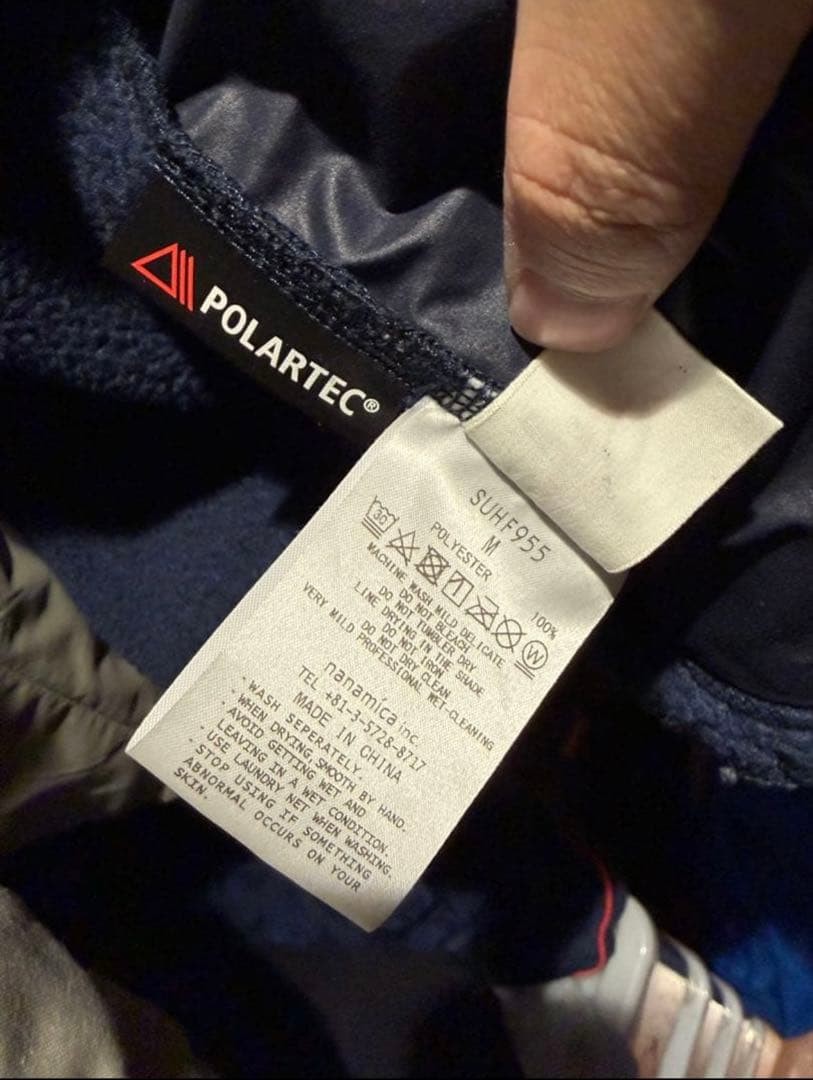 POLARTEC®
SUHF955
M
POLYESTER 100%
30
W
MACHINE WASH MILD DELICATE
DO NOT BLEACH
DO NOT TUMBLER DRY
LINE DRYING IN THE SHADE
DO NOT IRON
DO NOT DRY CLEAN
VERY MILD PROFESSIONAL WET-CLEANING
nanamica inc.
TEL +81-3-5728-8717
MADE IN CHINA
・WASH SEPERATELY.
・WHEN DRYING SMOOTH BY HAND.
・AVOID GETTING WET AND
LEAVING IN A WET CONDITION.
・USE LAUNDRY NET WHEN WASHING.
・STOP USING IF SOMETHING
ABNORMAL OCCURS ON YOUR
SKIN.